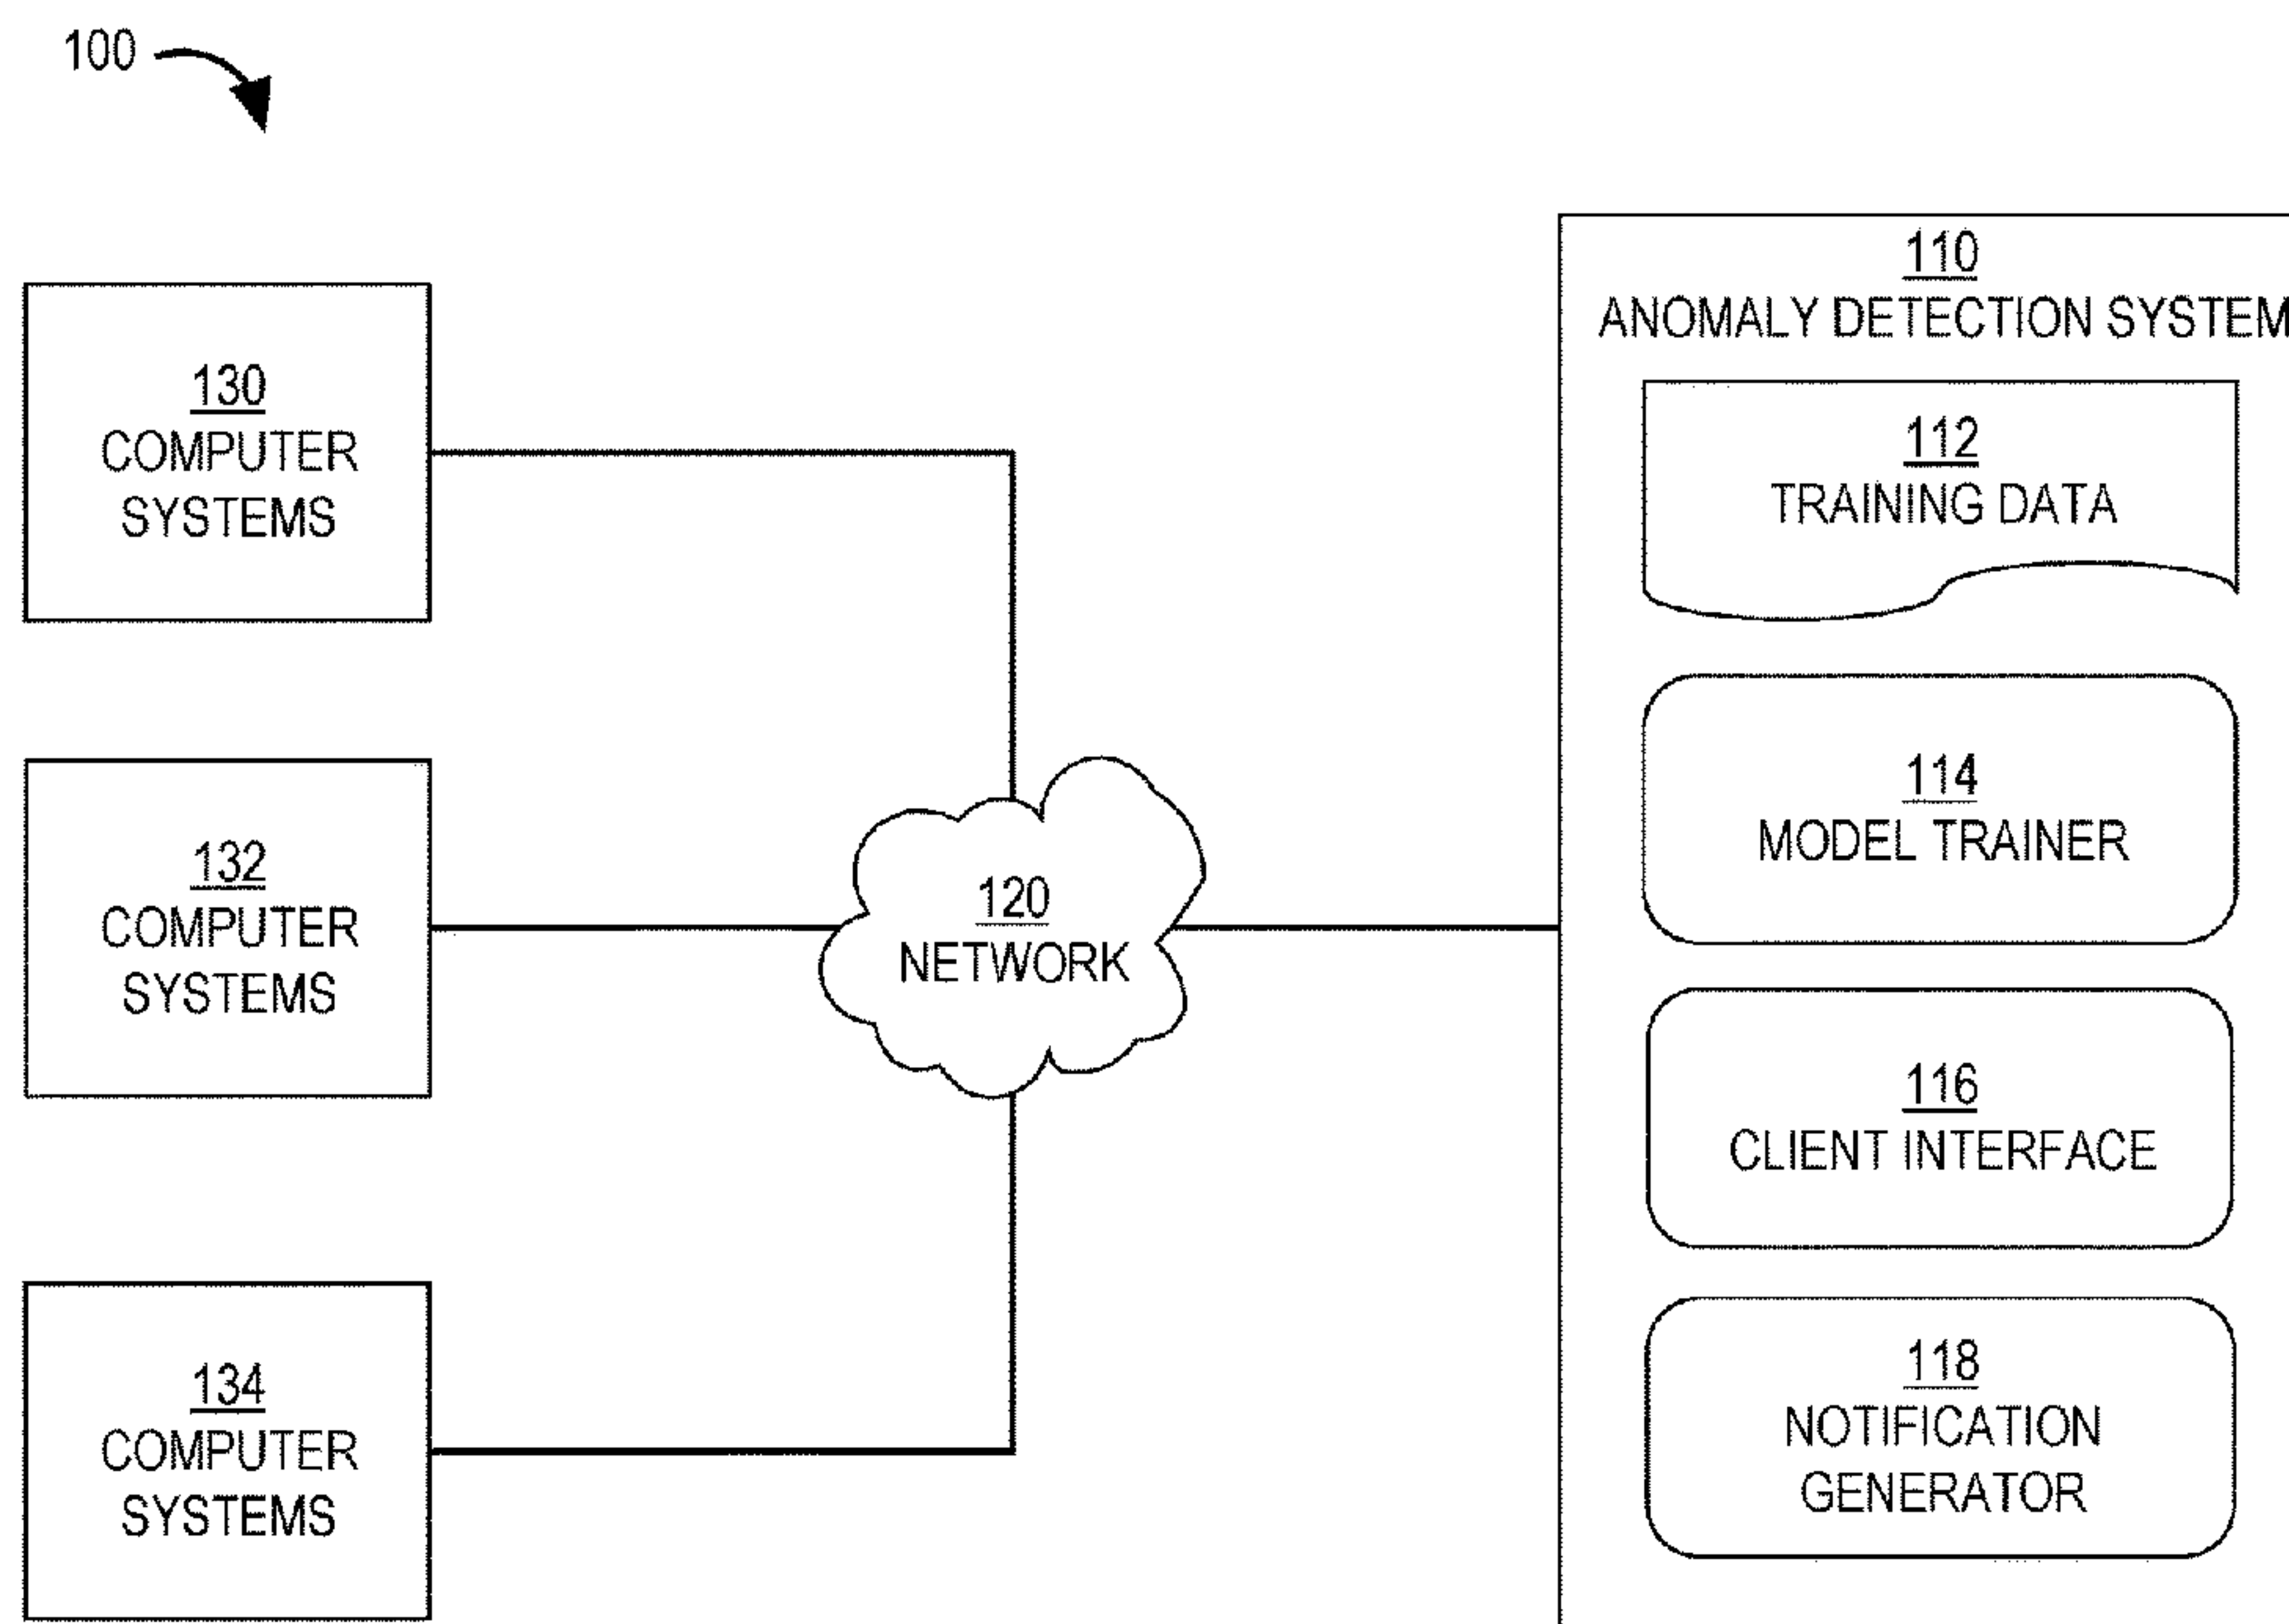 100
110
ANOMALY DETECTION SYSTEM
112
TRAINING DATA
114
MODEL TRAINER
116
CLIENT INTERFACE
118
NOTIFICATION
GENERATOR
120
NETWORK
130
COMPUTER
SYSTEMS
132
COMPUTER
SYSTEMS
134
COMPUTER
SYSTEMS